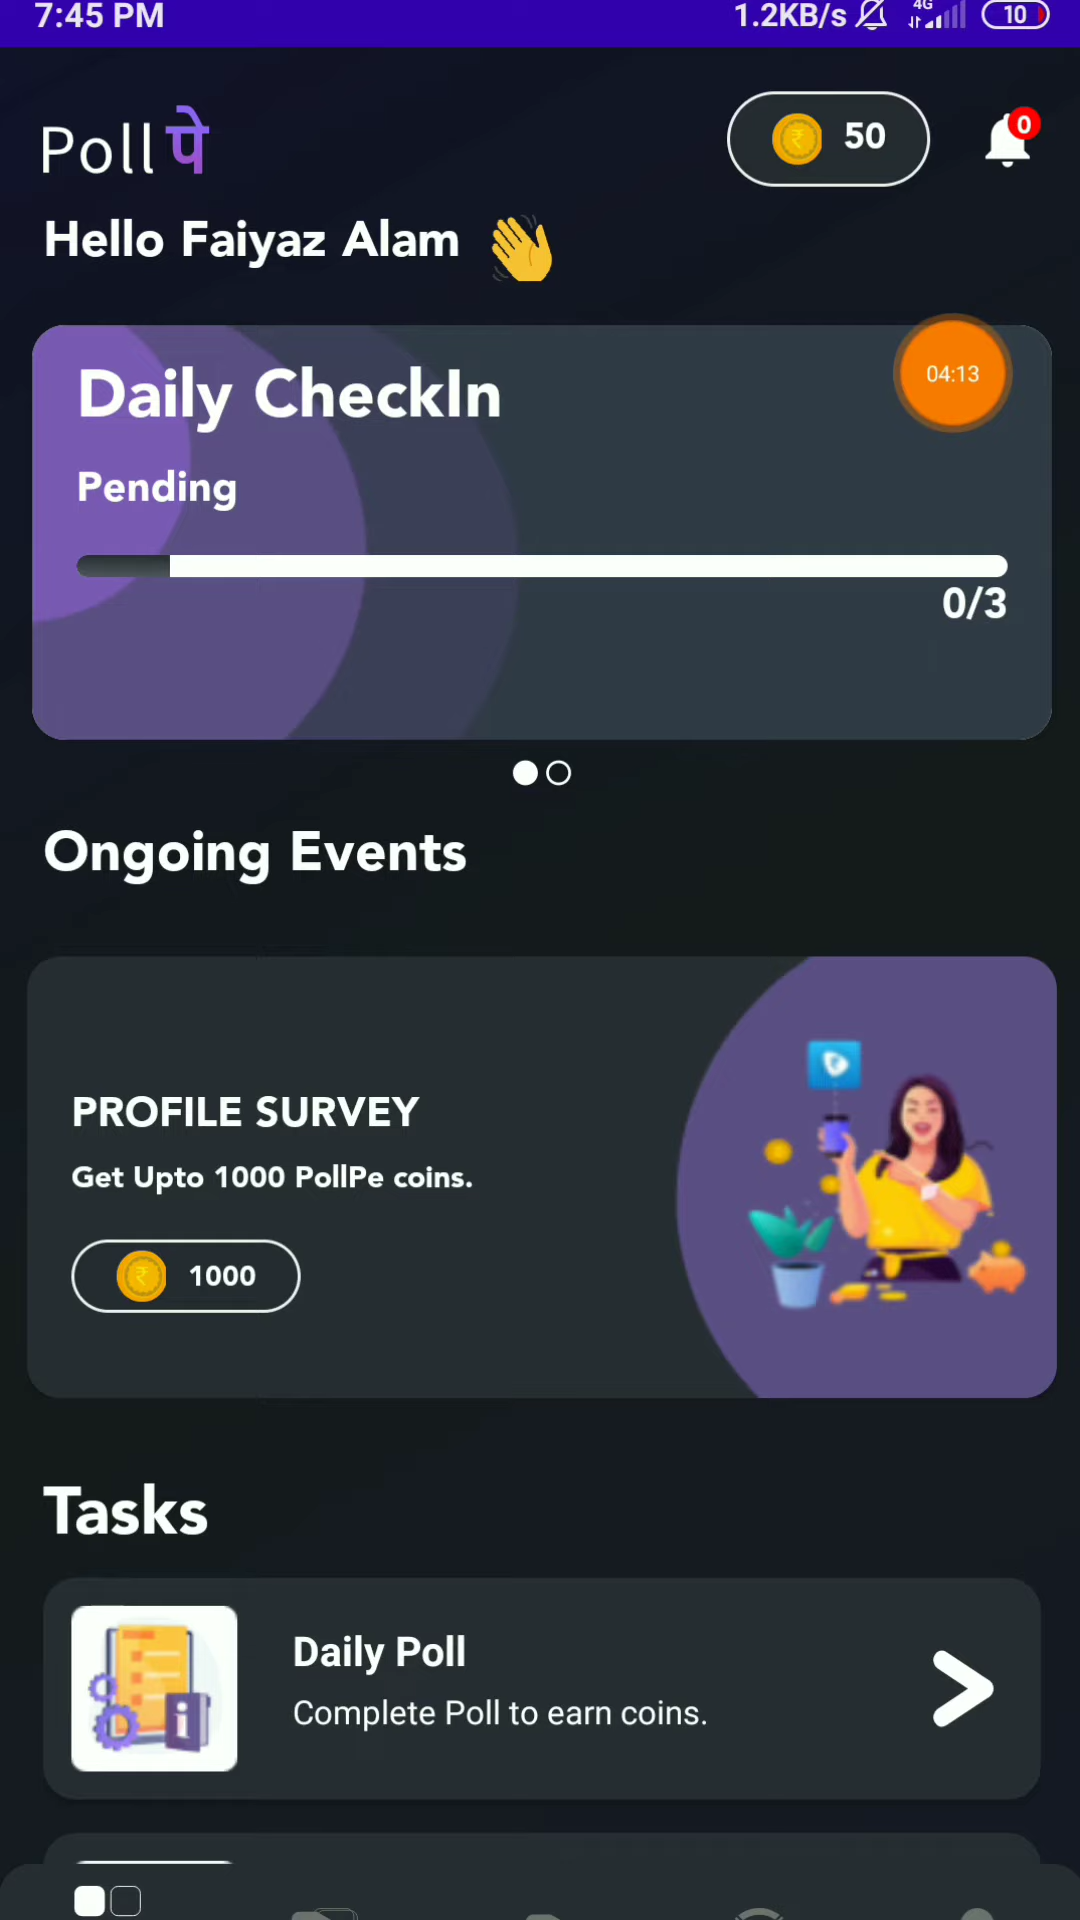 7:45 PM 1.2KB/s 4G 10
Pollपे 50 0
Hello Faiyaz Alam
Daily CheckIn
04:13
Pending
0/3
Ongoing Events
PROFILE SURVEY
Get Upto 1000 PollPe coins.
1000
Tasks
Daily Poll
Complete Poll to earn coins.